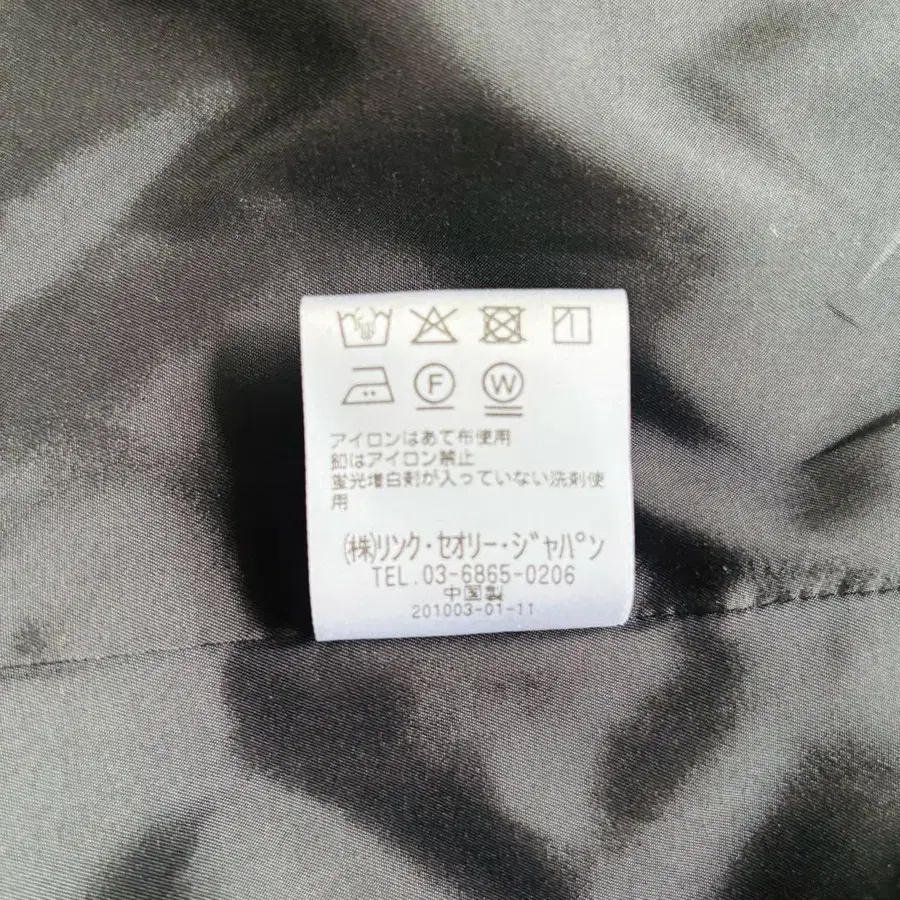 F W
アイロンはあて布使用
釦はアイロン禁止
蛍光増白剤が入っていない洗剤使
用
(株)リンク・セオリー・ジャパン
TEL.03-6865-0206
中国製
201003-01-11